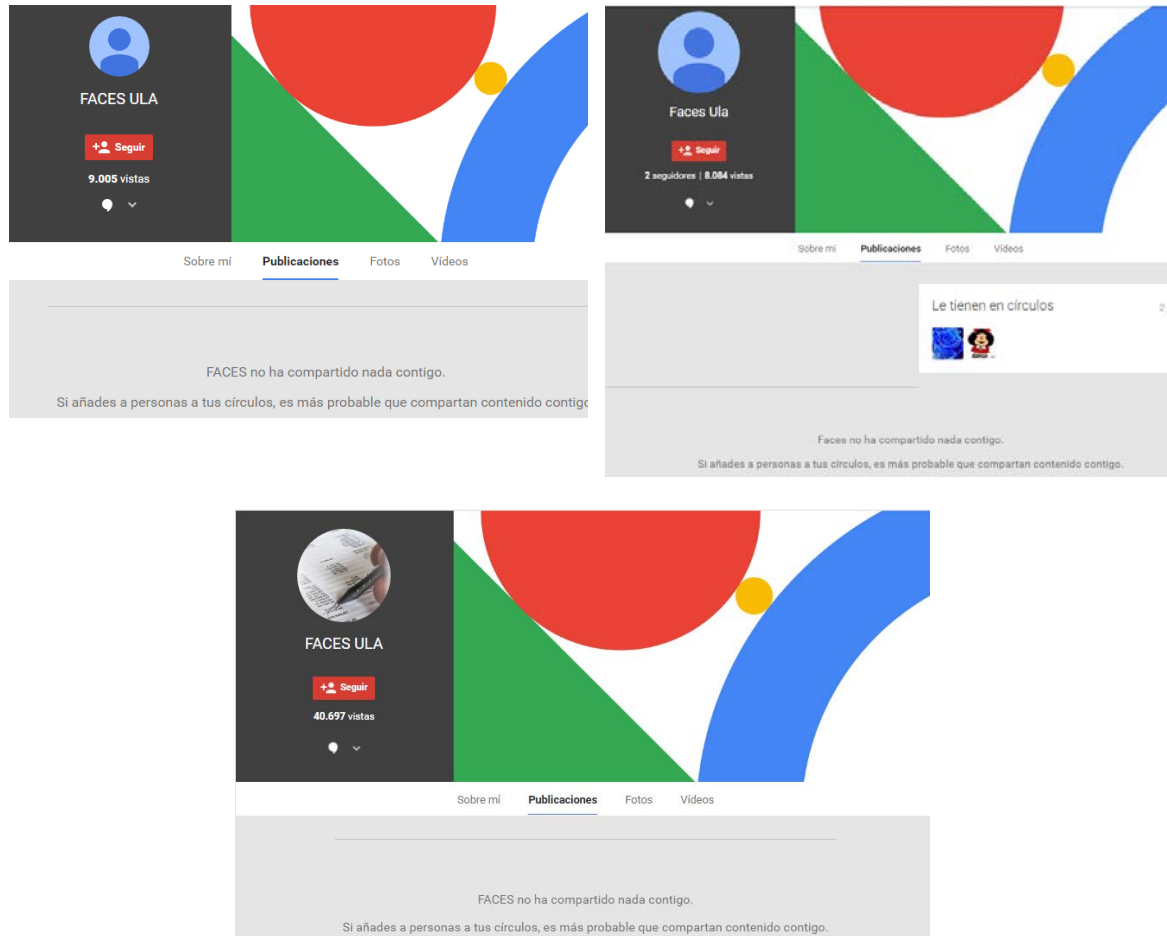 FACES ULA
Seguir
9.005 vistas
Sobre mí Publicaciones Fotos Vídeos
FACES no ha compartido nada contigo.
Si añades a personas a tus círculos, es más probable que compartan contenido contigo
Faces Ula
Seguir
2 seguidores | 8.084 vistas
Sobre mí Publicaciones Fotos Vídeos
Le tienen en círculos 2
Faces no ha compartido nada contigo.
Si añades a personas a tus círculos, es más probable que compartan contenido contigo.
FACES ULA
Seguir
40.697 vistas
Sobre mí Publicaciones Fotos Vídeos
FACES no ha compartido nada contigo.
Si añades a personas a tus círculos, es más probable que compartan contenido contigo.